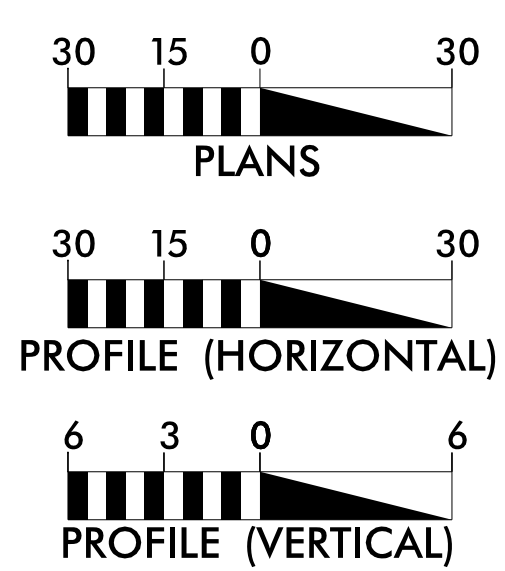 30 15 0 30
PLANS
30 15 0 30
PROFILE (HORIZONTAL)
6 3 0 6
PROFILE (VERTICAL)